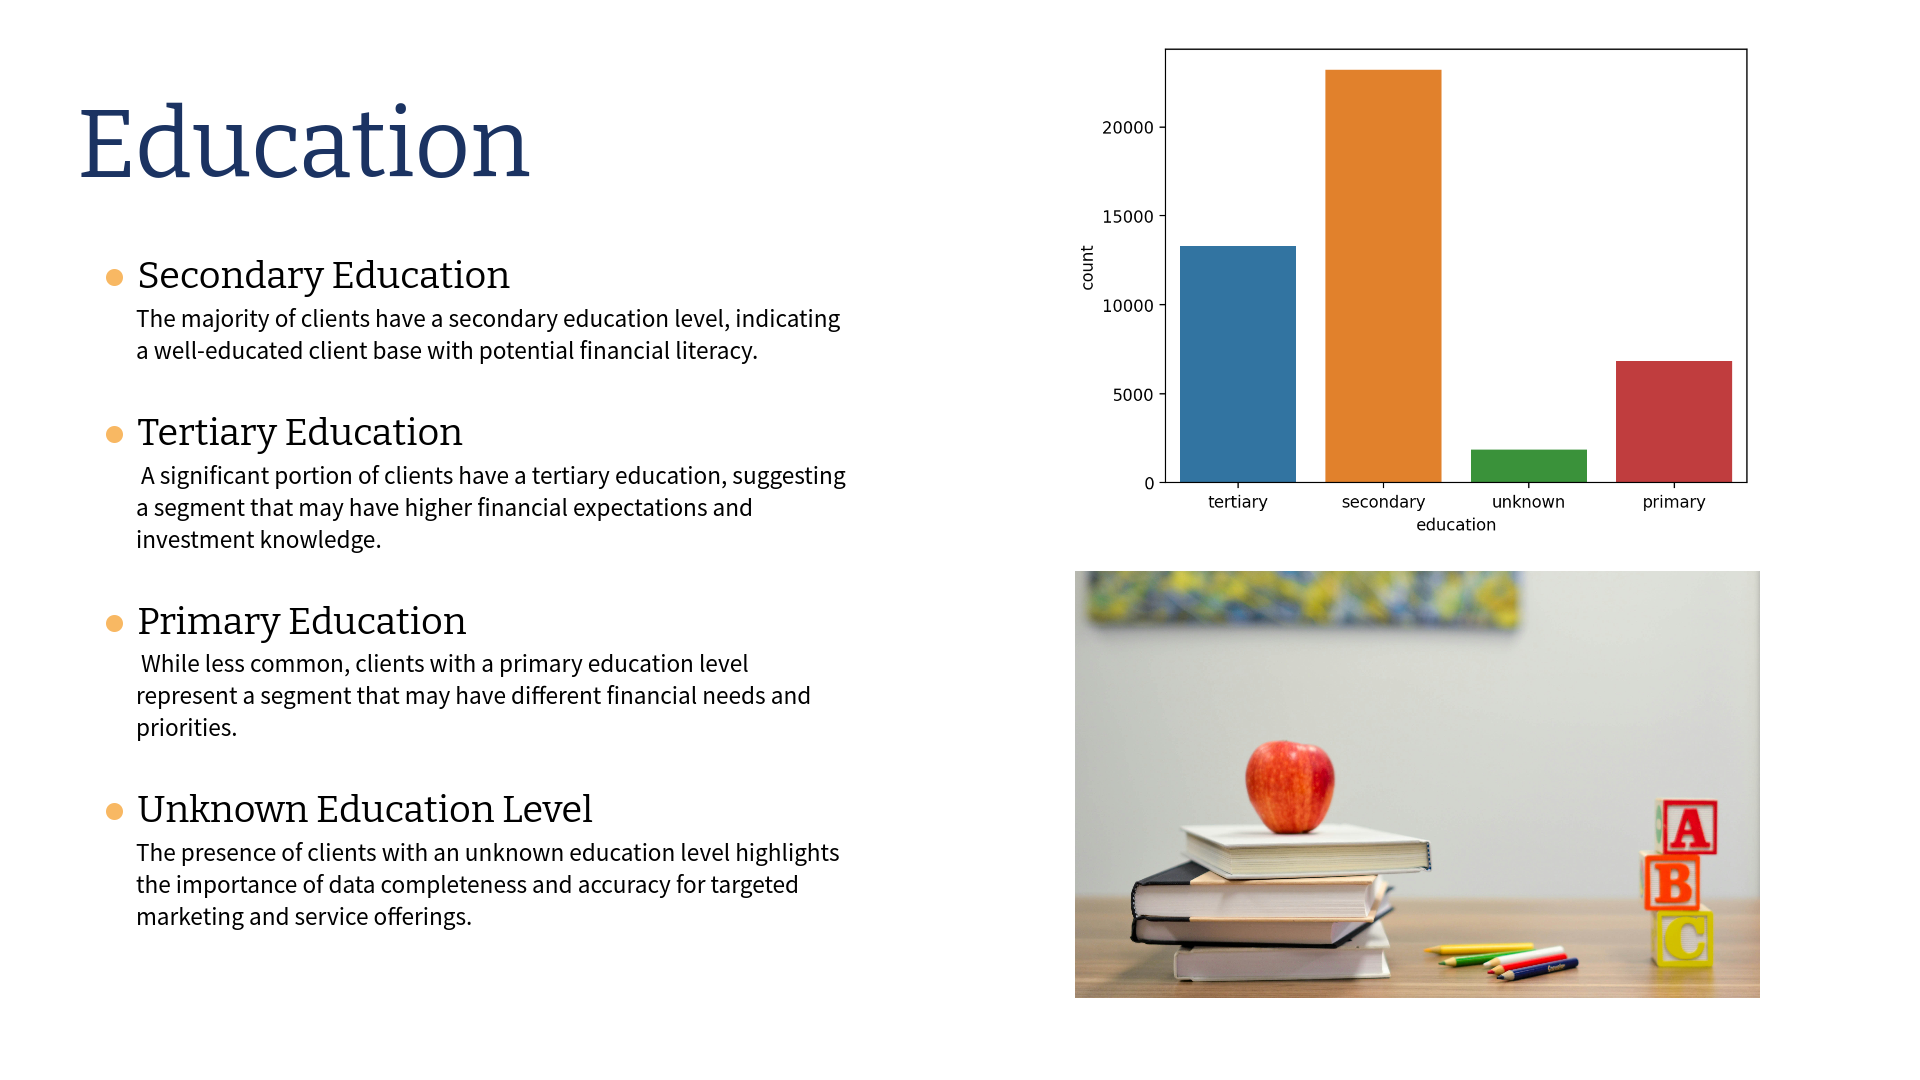 Education
Secondary Education
The majority of clients have a secondary education level, indicating
a well-educated client base with potential financial literacy.
Tertiary Education
A significant portion of clients have a tertiary education, suggesting
a segment that may have higher financial expectations and
investment knowledge.
Primary Education
While less common, clients with a primary education level
represent a segment that may have different financial needs and
priorities.
Unknown Education Level
The presence of clients with an unknown education level highlights
the importance of data completeness and accuracy for targeted
marketing and service offerings.
20000
15000
10000
5000
0
count
tertiary secondary unknown primary
education
A
B
C